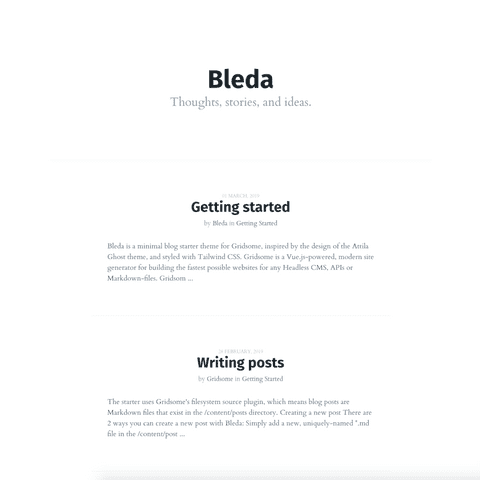 Bleda
Thoughts, stories, and ideas.
Getting started
by Bleda in Getting Started
Bleda is a minimal blog starter theme for Gridsome, inspired by the design of the Attila
Ghost theme, and styled with Tailwind CSS. Gridsome is a Vue.js-powered, modern site
generator for building the fastest possible websites for any Headless CMS, APIs or
Markdown-files. Gridsom ...
Writing posts
by Gridsome in Getting Started
The starter uses Gridsome's filesystem source plugin, which means blog posts are
Markdown files that exist in the /content/posts directory. Creating a new post There are
2 ways you can create a new post with Bleda: Simply add a new, uniquely-named *.md
file in the /content/post ...